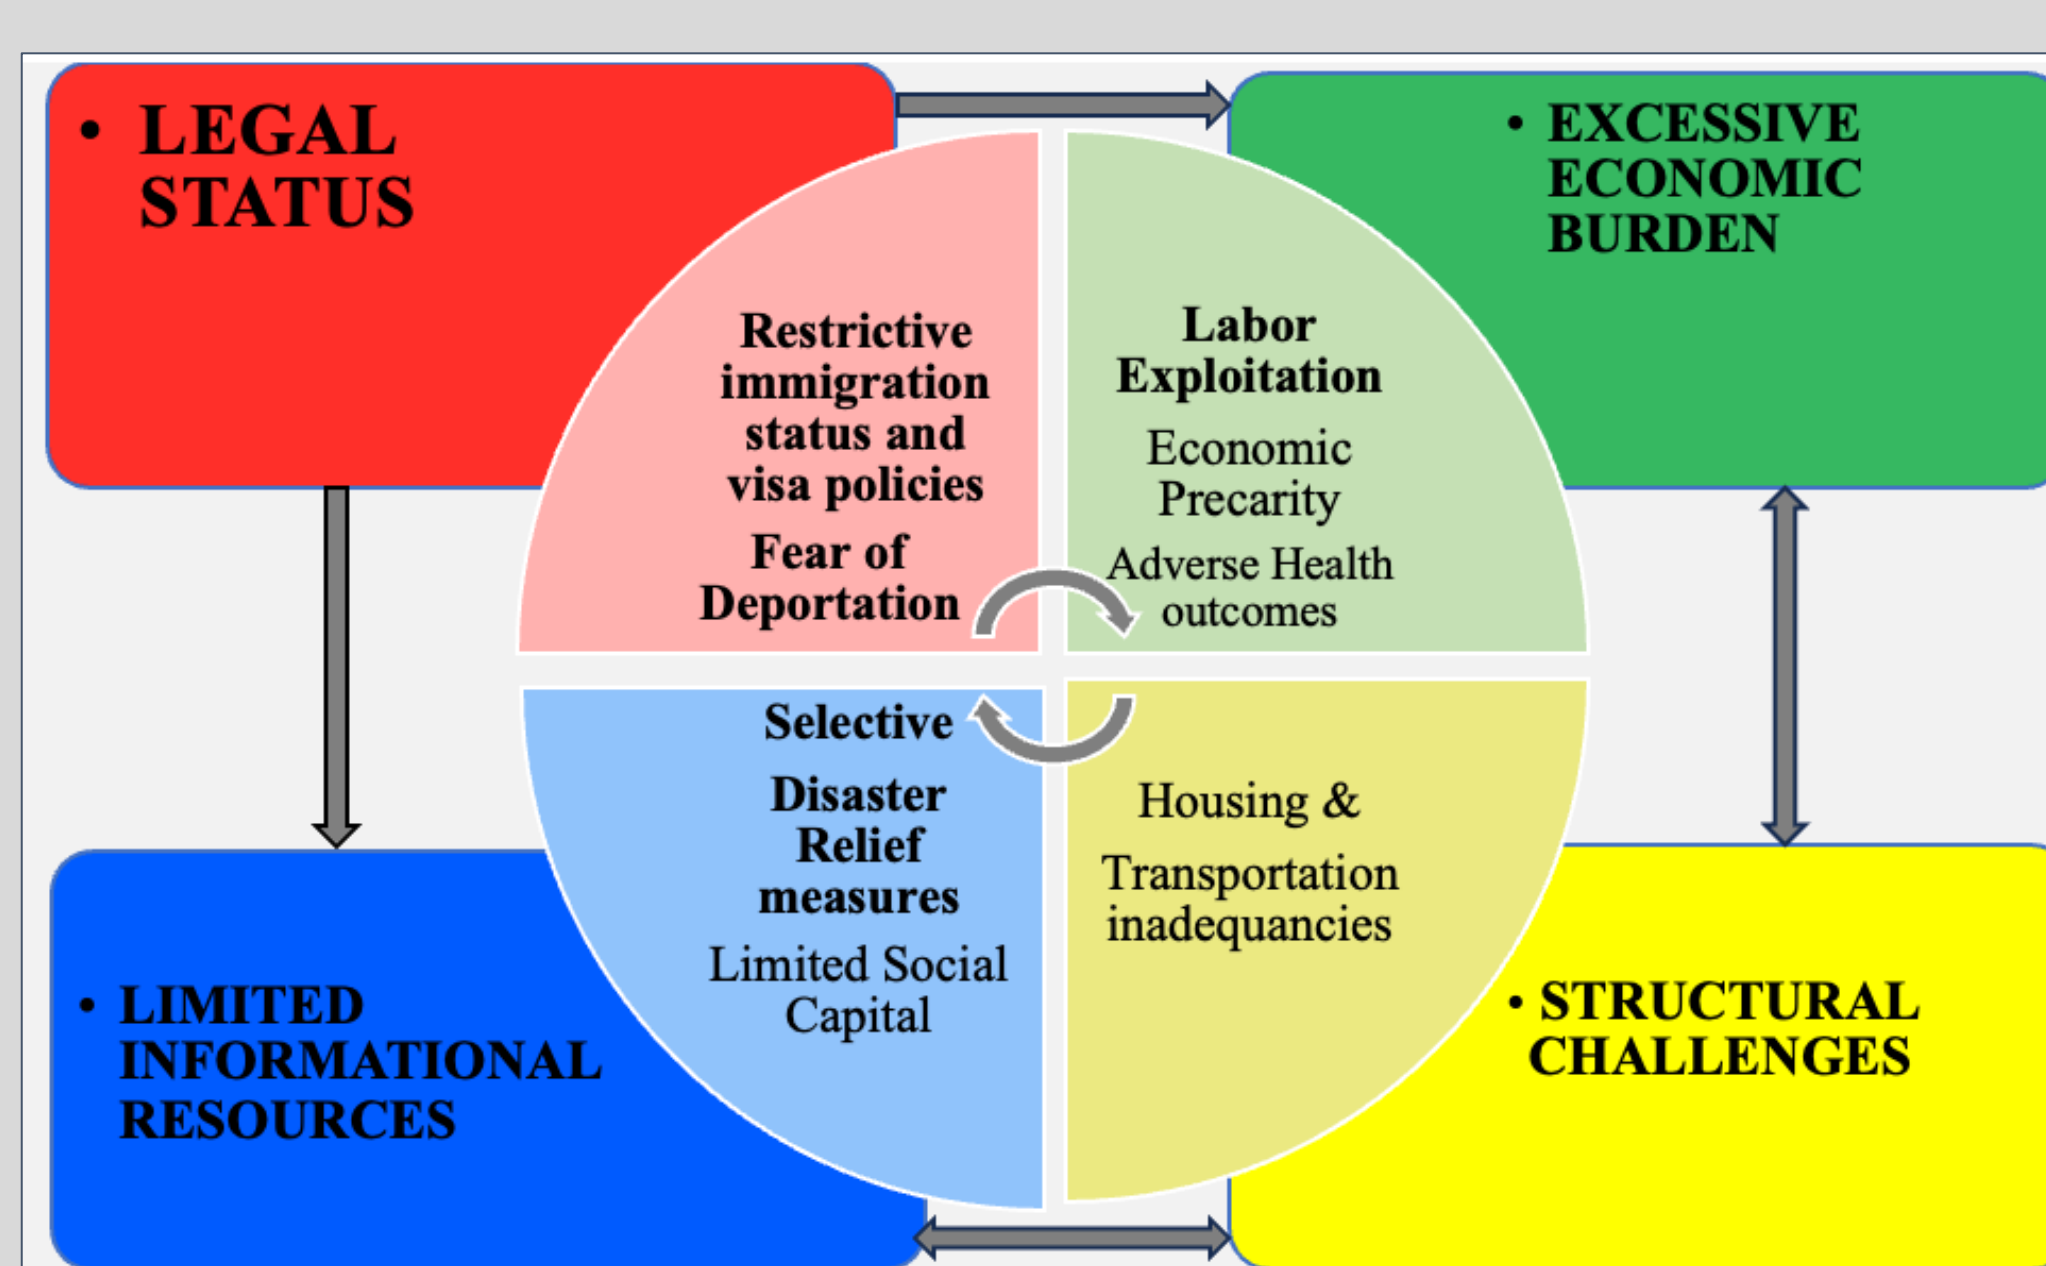 • LEGAL
STATUS
• EXCESSIVE
ECONOMIC
BURDEN
Restrictive
immigration
status and
visa policies
Fear of
Deportation
Labor
Exploitation
Economic
Precarity
Adverse Health
outcomes
Selective
Disaster
Relief
measures
Limited Social
Capital
Housing &
Transportation
inadequancies
• LIMITED
INFORMATIONAL
RESOURCES
• STRUCTURAL
CHALLENGES